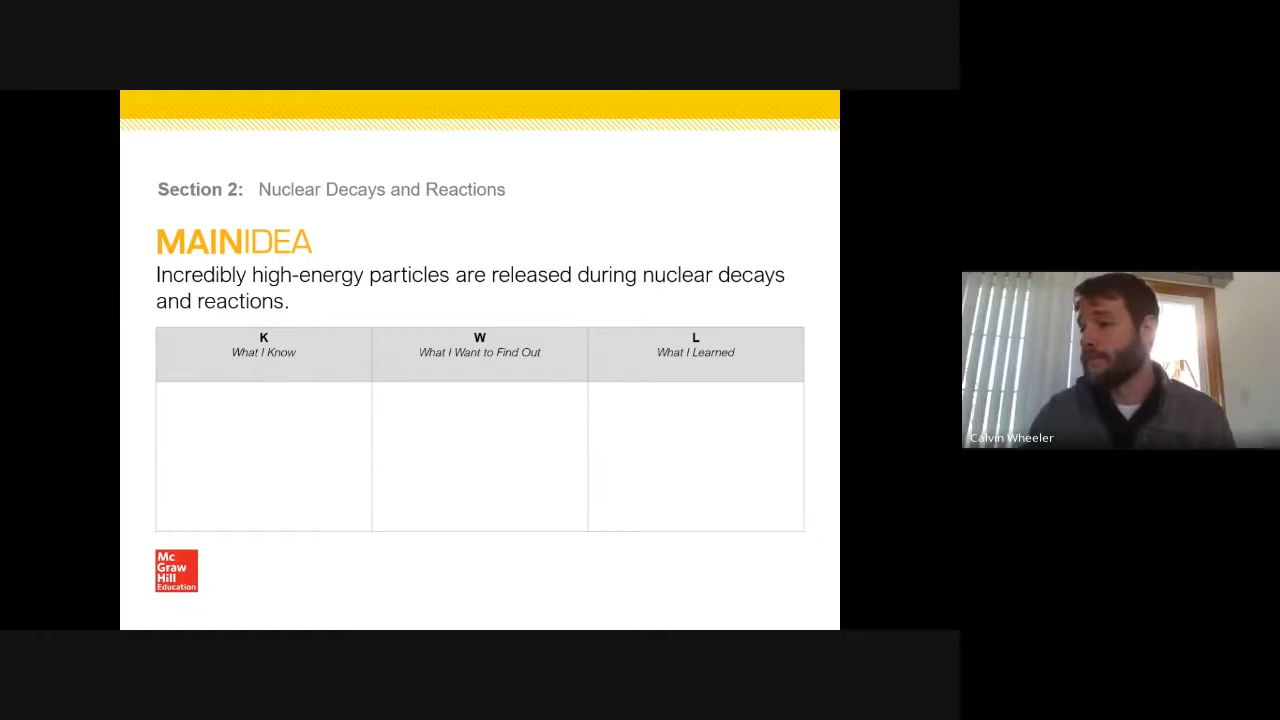 Section 2: Nuclear Decays and Reactions
MAINIDEA
Incredibly high-energy particles are released during nuclear decays
and reactions.
K
What I Know
W
What I Want to Find Out
L
What I Learned
Mc
Graw
Hill
Education
Calvin Wheeler